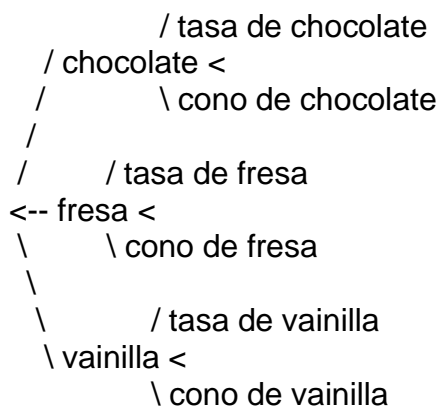 / tasa de chocolate
/ chocolate <
/ \ cono de chocolate
/
/ / tasa de fresa
<-- fresa <
\ \ cono de fresa
\
\ / tasa de vainilla
\ vainilla <
\ cono de vainilla